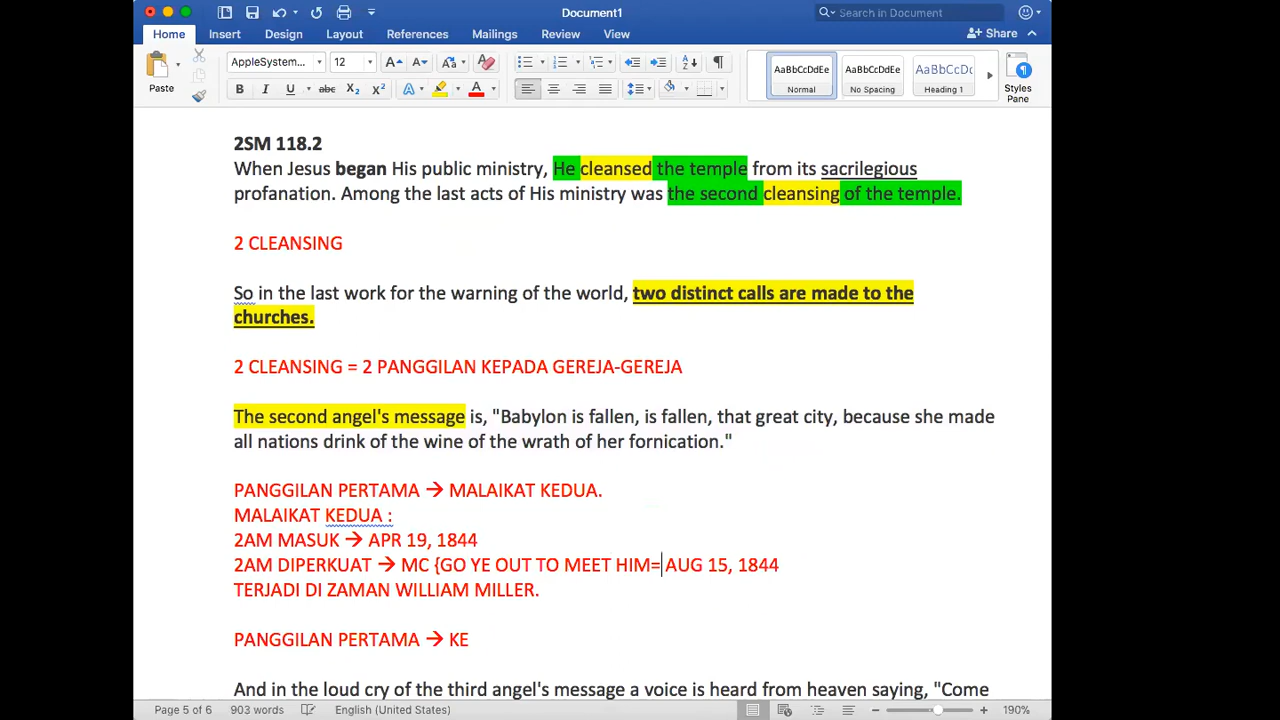 Document1
Search in Document
Home Insert Design Layout References Mailings Review View Share
Paste
AppleSystem... 12
AaBbCcDdEe AaBbCcDdEe AaBbCcDc
Normal No Spacing Heading 1 Styles Pane
2SM 118.2
When Jesus began His public ministry, He cleansed the temple from its sacrilegious
profanation. Among the last acts of His ministry was the second cleansing of the temple.
2 CLEANSING
So in the last work for the warning of the world, two distinct calls are made to the
churches.
2 CLEANSING = 2 PANGGILAN KEPADA GEREJA-GEREJA
The second angel's message is, "Babylon is fallen, is fallen, that great city, because she made
all nations drink of the wine of the wrath of her fornication."
PANGGILAN PERTAMA → MALAIKAT KEDUA.
MALAIKAT KEDUA :
2AM MASUK → APR 19, 1844
2AM DIPERKUAT → MC {GO YE OUT TO MEET HIM= AUG 15, 1844
TERJADI DI ZAMAN WILLIAM MILLER.
PANGGILAN PERTAMA → KE
And in the loud cry of the third angel's message a voice is heard from heaven saying, "Come
Page 5 of 6 903 words English (United States) 190%